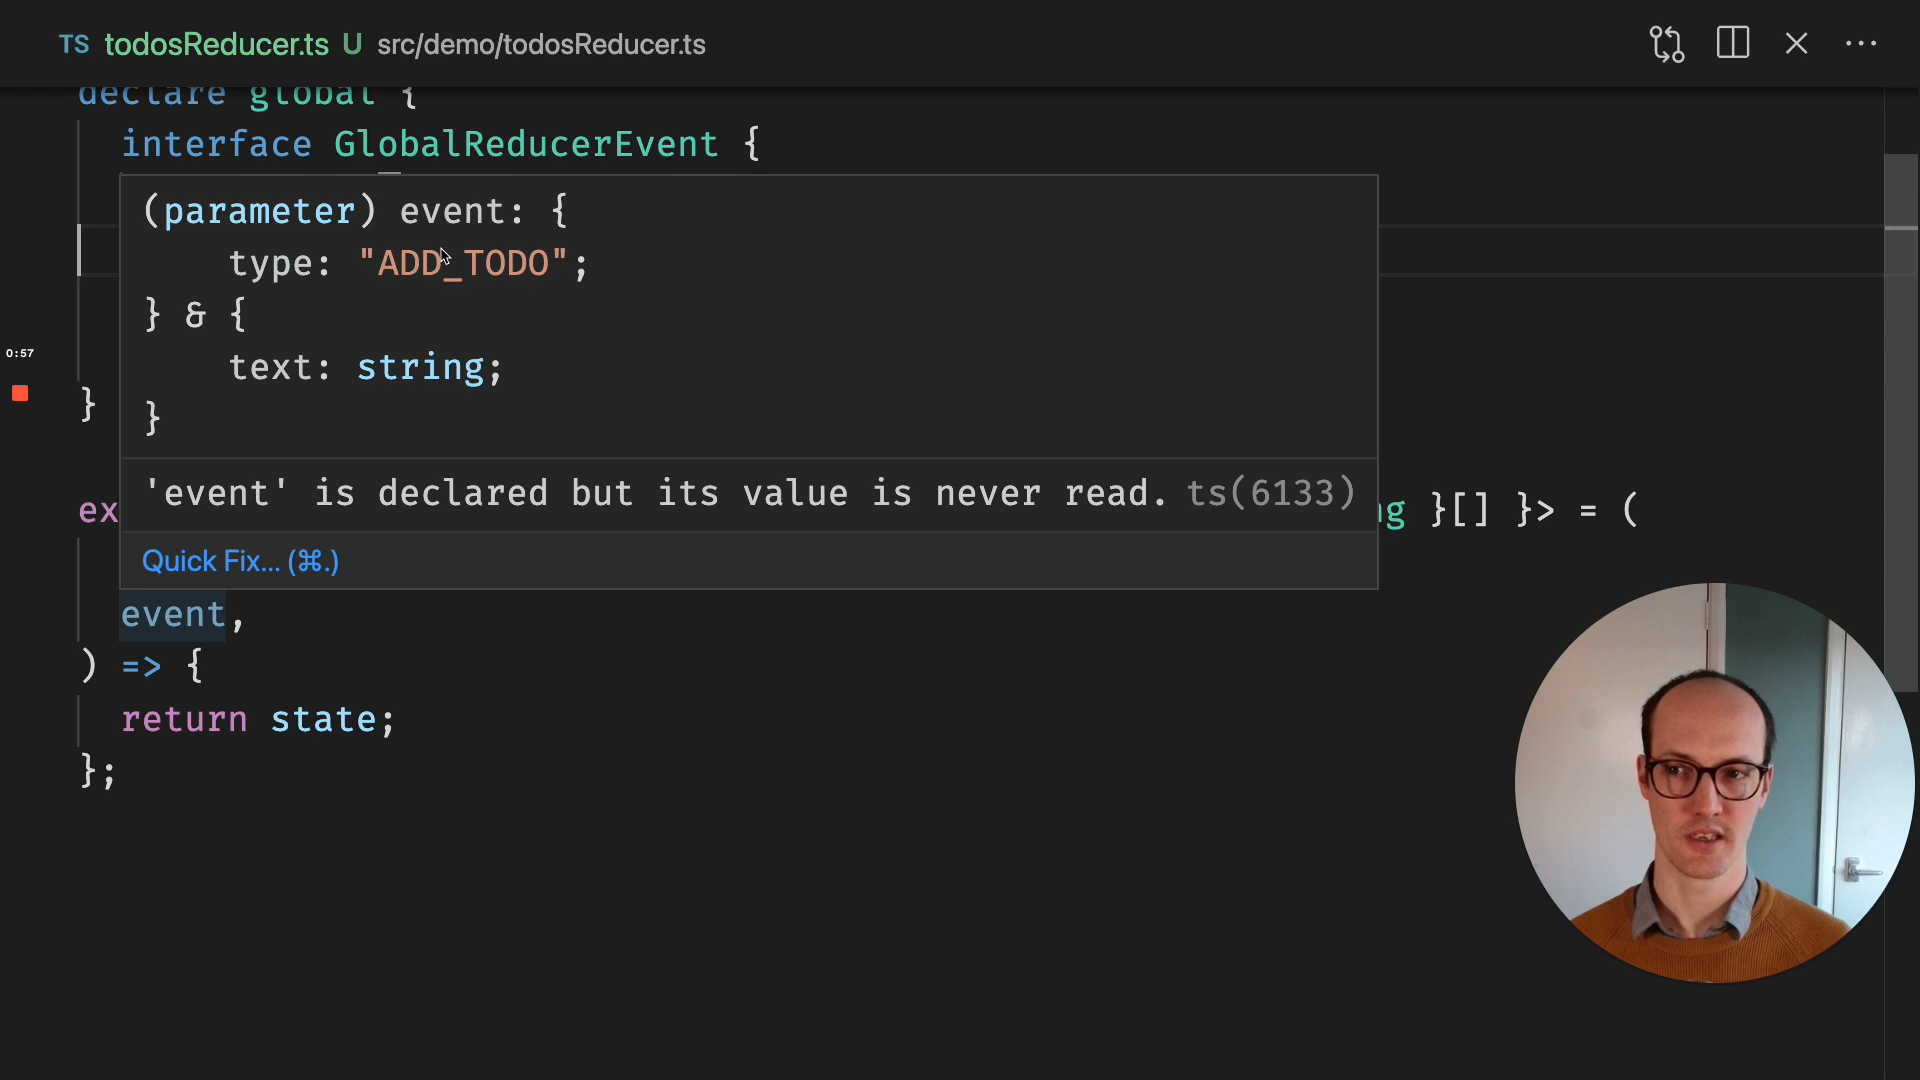 TS todosReducer.ts U src/demo/todosReducer.ts
declare global {
interface GlobalReducerEvent {
(parameter) event: {
type: "ADD_TODO";
} & {
text: string;
}
0:57
}
'event' is declared but its value is never read. ts(6133)
ex ng }[] }> = (
Quick Fix... (⌘.)
event,
) => {
return state;
};